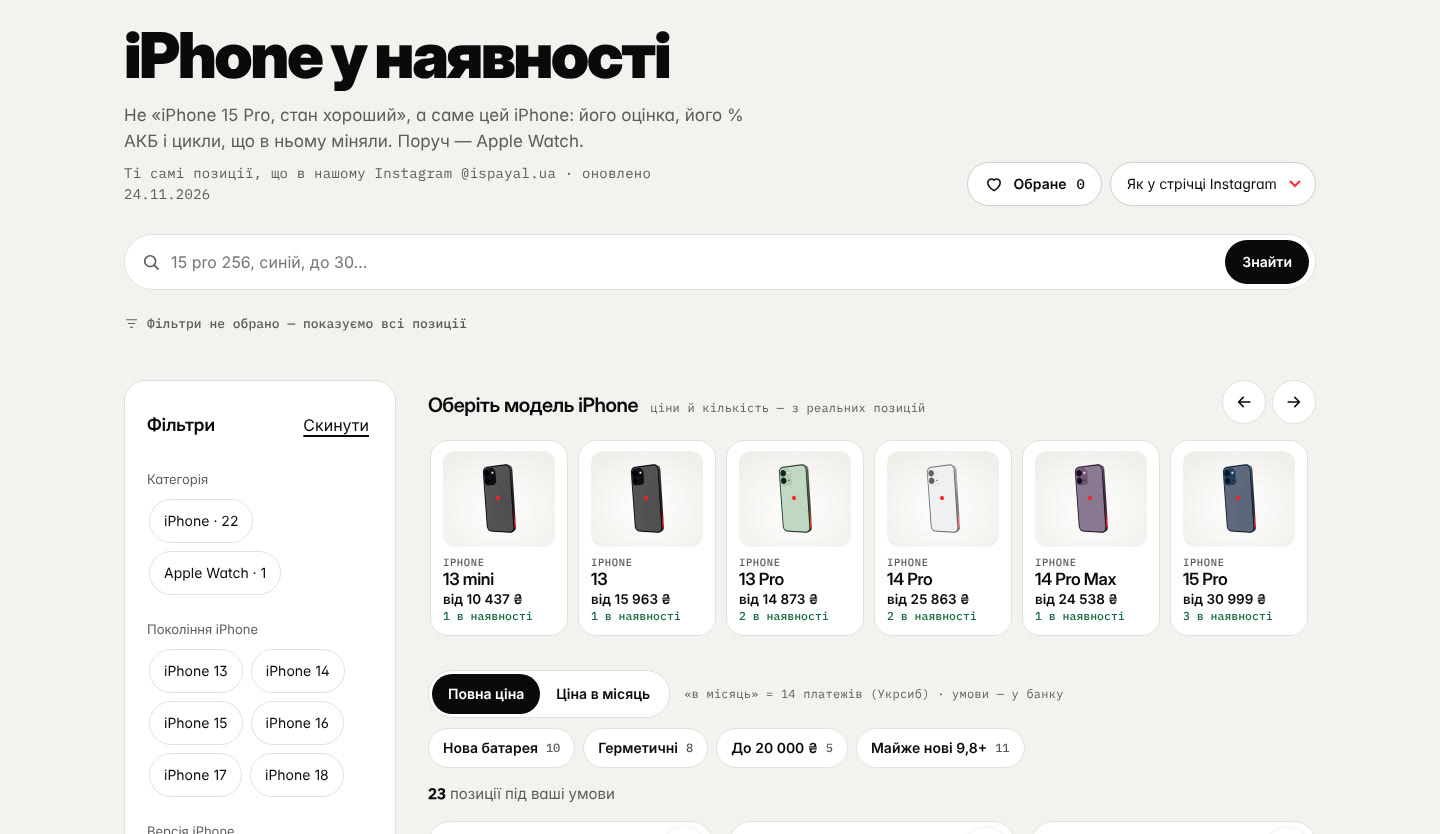 iPhone у наявності
Не «iPhone 15 Pro, стан хороший», а саме цей iPhone: його оцінка, його %
АКБ і цикли, що в ньому міняли. Поруч — Apple Watch.
Ті самі позиції, що в нашому Instagram @ispayal.ua · оновлено
24.11.2026
Обране 0
Як у стрічці Instagram
15 pro 256, синій, до 30...
Знайти
Фільтри не обрано — показуємо всі позиції
Фільтри
Скинути
Категорія
iPhone · 22
Apple Watch · 1
Покоління iPhone
iPhone 13
iPhone 14
iPhone 15
iPhone 16
iPhone 17
iPhone 18
Версія iPhone
Оберіть модель iPhone
ціни й кількість — з реальних позицій
IPHONE
13 mini
від 10 437 ₴
1 в наявності
IPHONE
13
від 15 963 ₴
1 в наявності
IPHONE
13 Pro
від 14 873 ₴
2 в наявності
IPHONE
14 Pro
від 25 863 ₴
2 в наявності
IPHONE
14 Pro Max
від 24 538 ₴
1 в наявності
IPHONE
15 Pro
від 30 999 ₴
3 в наявності
Повна ціна
Ціна в місяць
«в місяць» = 14 платежів (Укрсиб) · умови — у банку
Нова батарея 10
Герметичні 8
До 20 000 ₴ 5
Майже нові 9,8+ 11
23 позиції під ваші умови